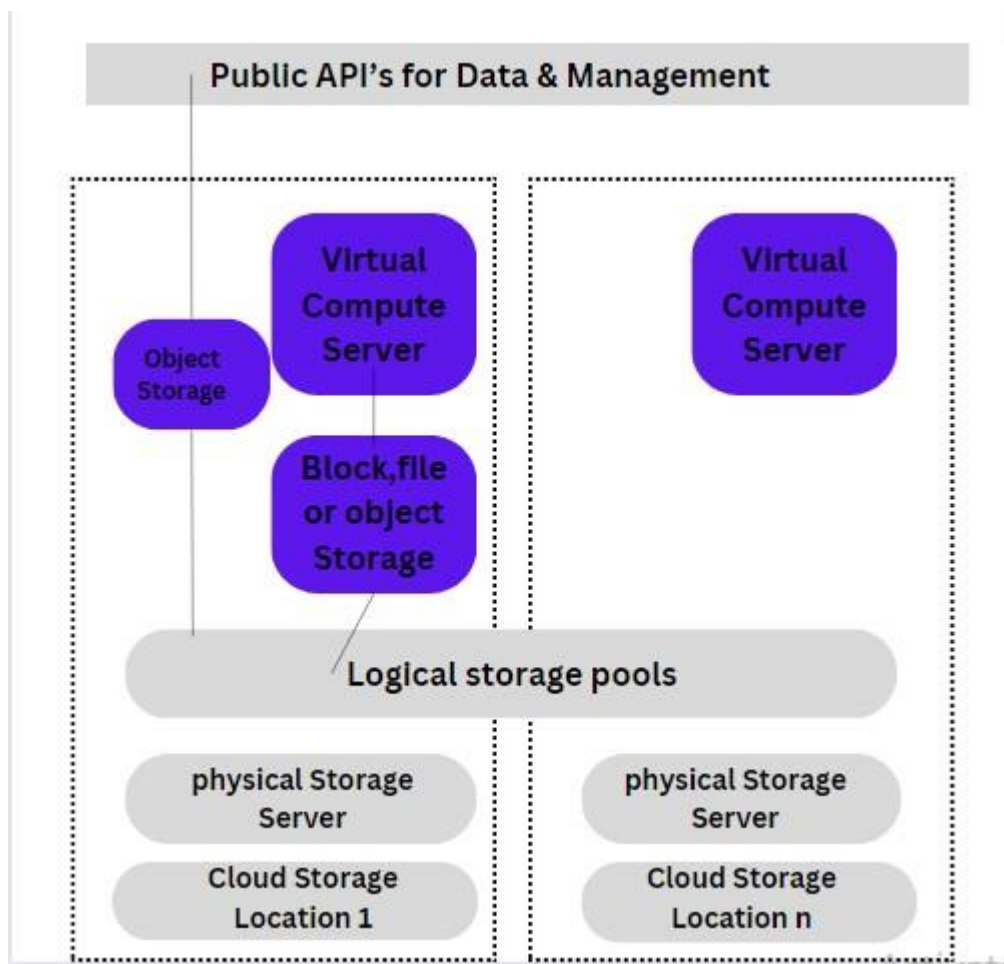 Public API’s for Data & Management
Virtual
Compute
Server
Object
Storage
Block,file
or object
Storage
Virtual
Compute
Server
Logical storage pools
physical Storage
Server
physical Storage
Server
Cloud Storage
Location 1
Cloud Storage
Location n